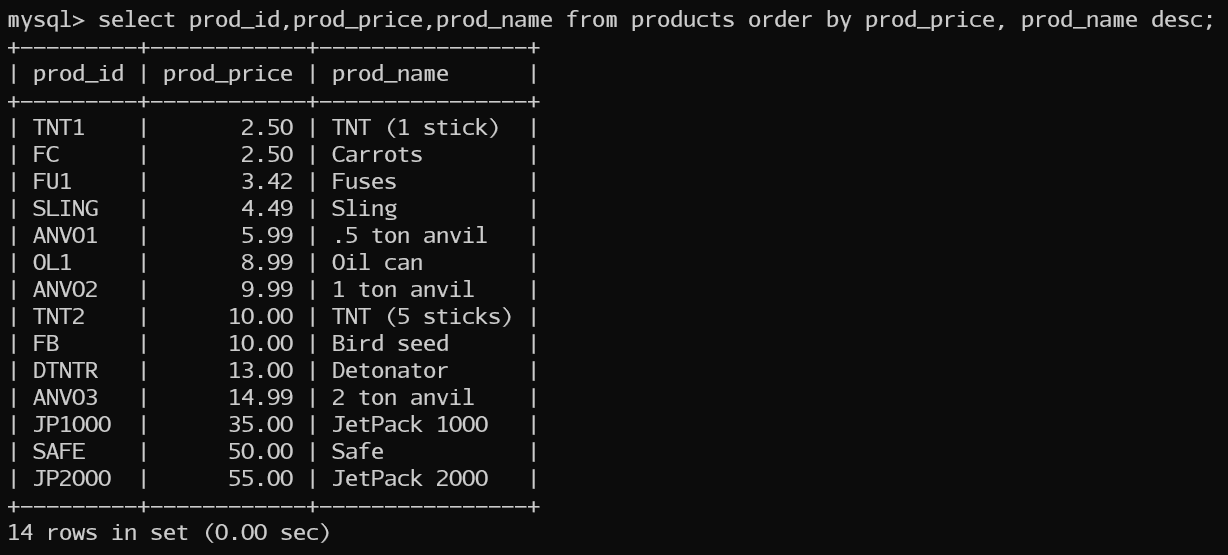 mysql> select prod_id,prod_price,prod_name from products order by prod_price, prod_name desc;
+---------+------------+----------------+
| prod_id | prod_price | prod_name      |
+---------+------------+----------------+
| TNT1    |       2.50 | TNT (1 stick)  |
| FC      |       2.50 | Carrots        |
| FU1     |       3.42 | Fuses          |
| SLING   |       4.49 | Sling          |
| ANV01   |       5.99 | .5 ton anvil   |
| OL1     |       8.99 | Oil can        |
| ANV02   |       9.99 | 1 ton anvil    |
| TNT2    |      10.00 | TNT (5 sticks) |
| FB      |      10.00 | Bird seed      |
| DTNTR   |      13.00 | Detonator      |
| ANV03   |      14.99 | 2 ton anvil    |
| JP1000  |      35.00 | JetPack 1000   |
| SAFE    |      50.00 | Safe           |
| JP2000  |      55.00 | JetPack 2000   |
+---------+------------+----------------+
14 rows in set (0.00 sec)